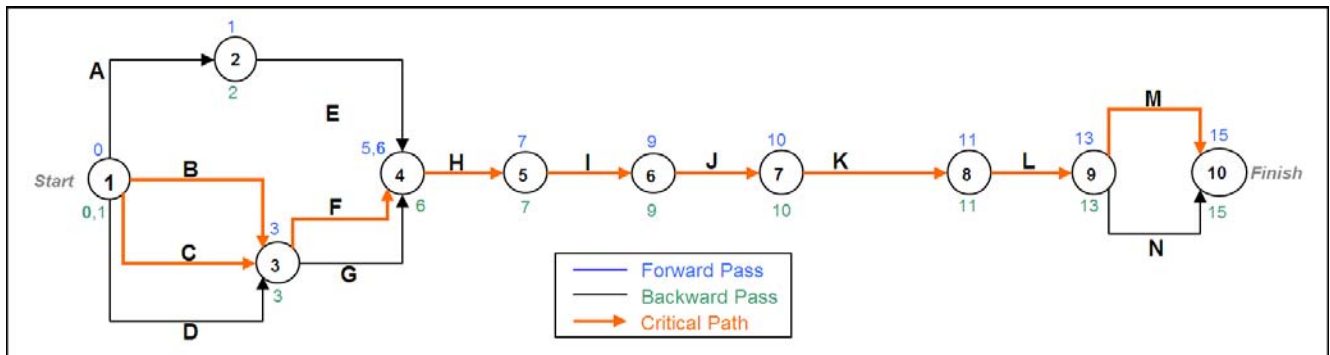 1
A
2
2
E
0
Start
1
0,1
B
C
D
3
3
3
F
G
5,6
4
6
H
7
5
7
I
9
6
9
J
10
7
10
K
11
8
11
L
13
9
13
M
N
15
10
15
Finish
Forward Pass
Backward Pass
Critical Path